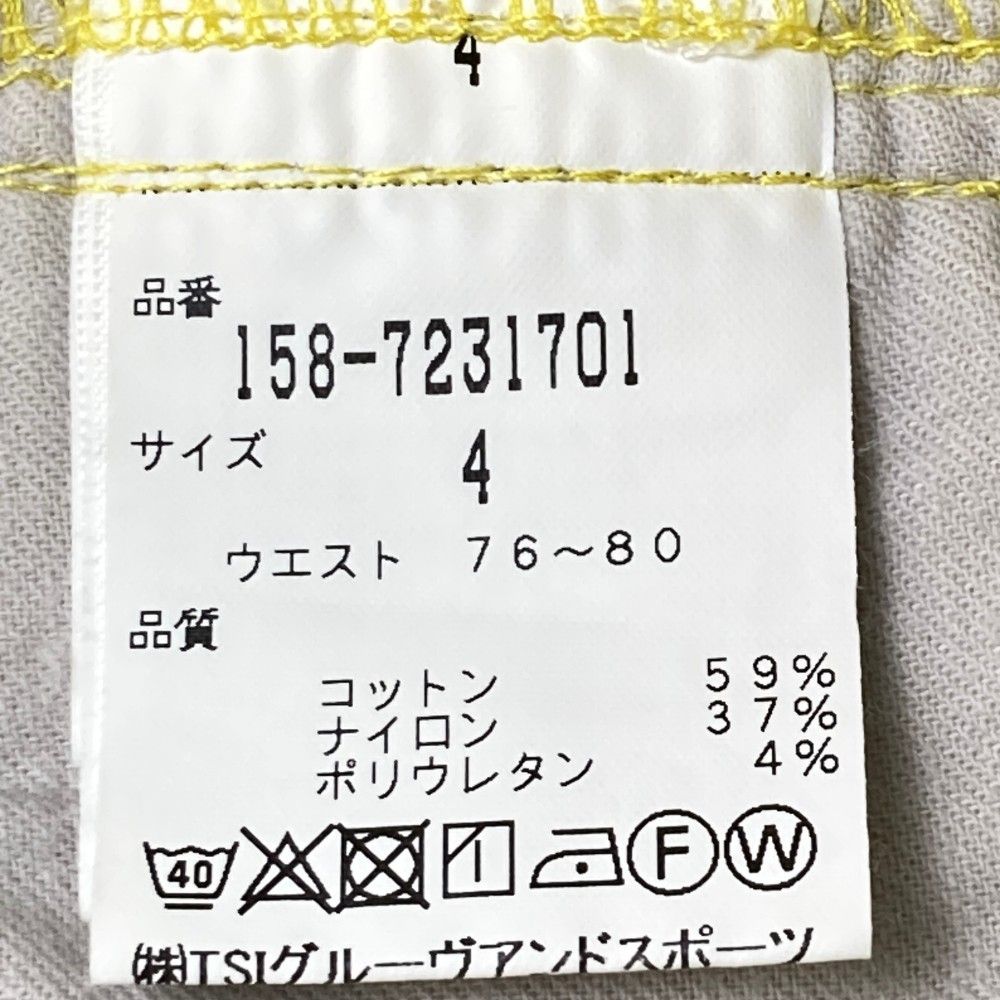 4
品番
158-7231701
サイズ 4
ウエスト 76～80
品質
コットン 59%
ナイロン 37%
ポリウレタン 4%
40 F W
㈱TSIグルーヴアンドスポーツ